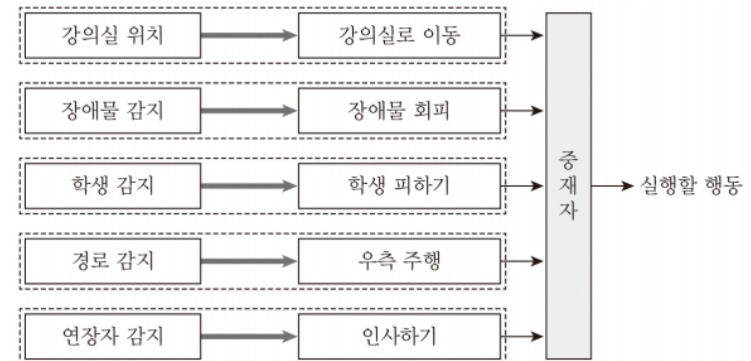 강의실 위치
강의실로 이동
장애물 감지
장애물 회피
학생 감지
학생 피하기
경로 감지
우측 주행
연장자 감지
인사하기
중재자
실행할 행동